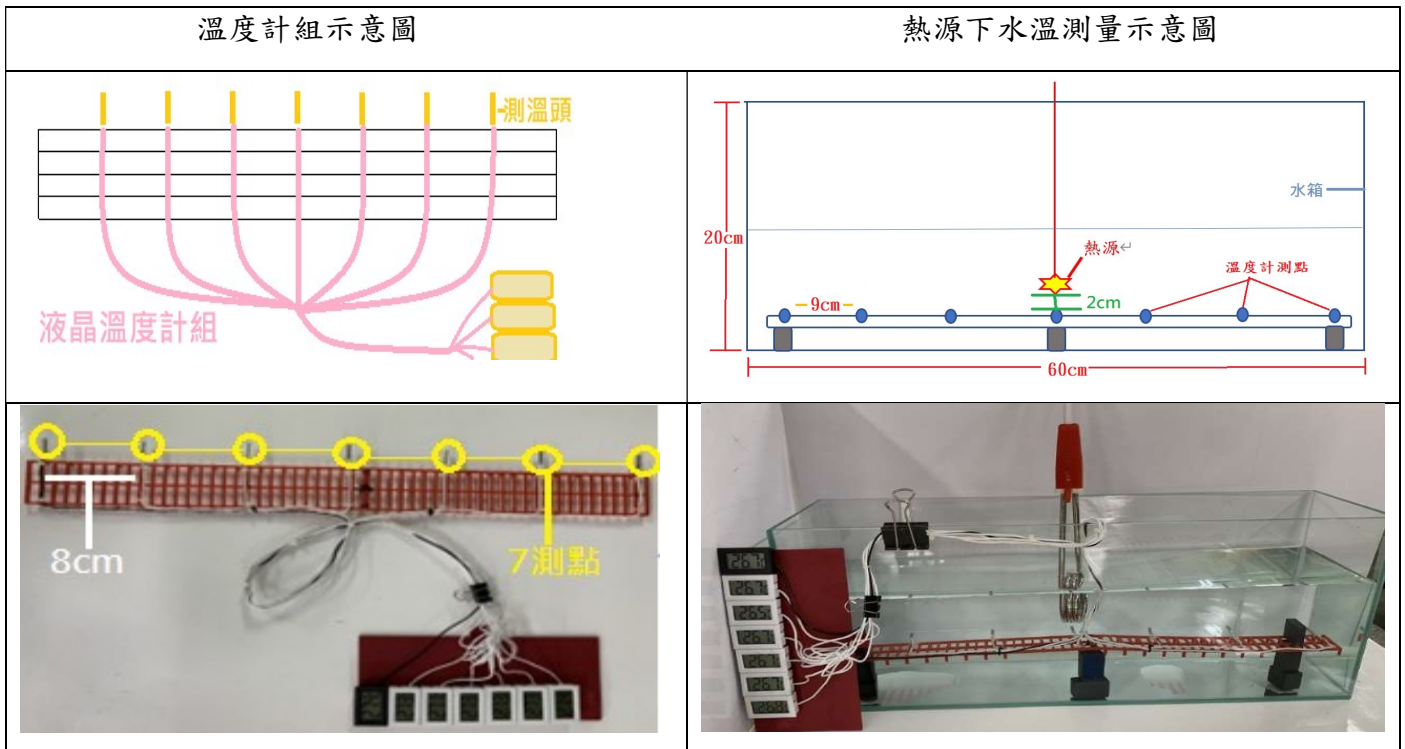 溫度計組示意圖
熱源下水溫測量示意圖
測溫頭
液晶溫度計組
水箱
20cm
熱源↵
溫度計測點
9cm
2cm
60cm
8cm
7測點